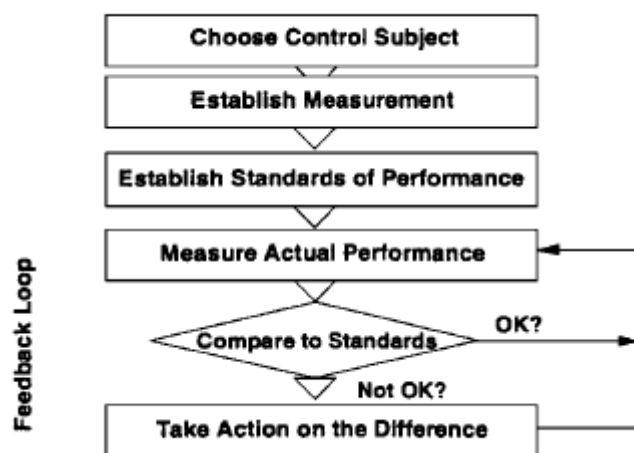 Choose Control Subject
Establish Measurement
Establish Standards of Performance
Measure Actual Performance
Compare to Standards
OK?
Not OK?
Take Action on the Difference
Feedback Loop